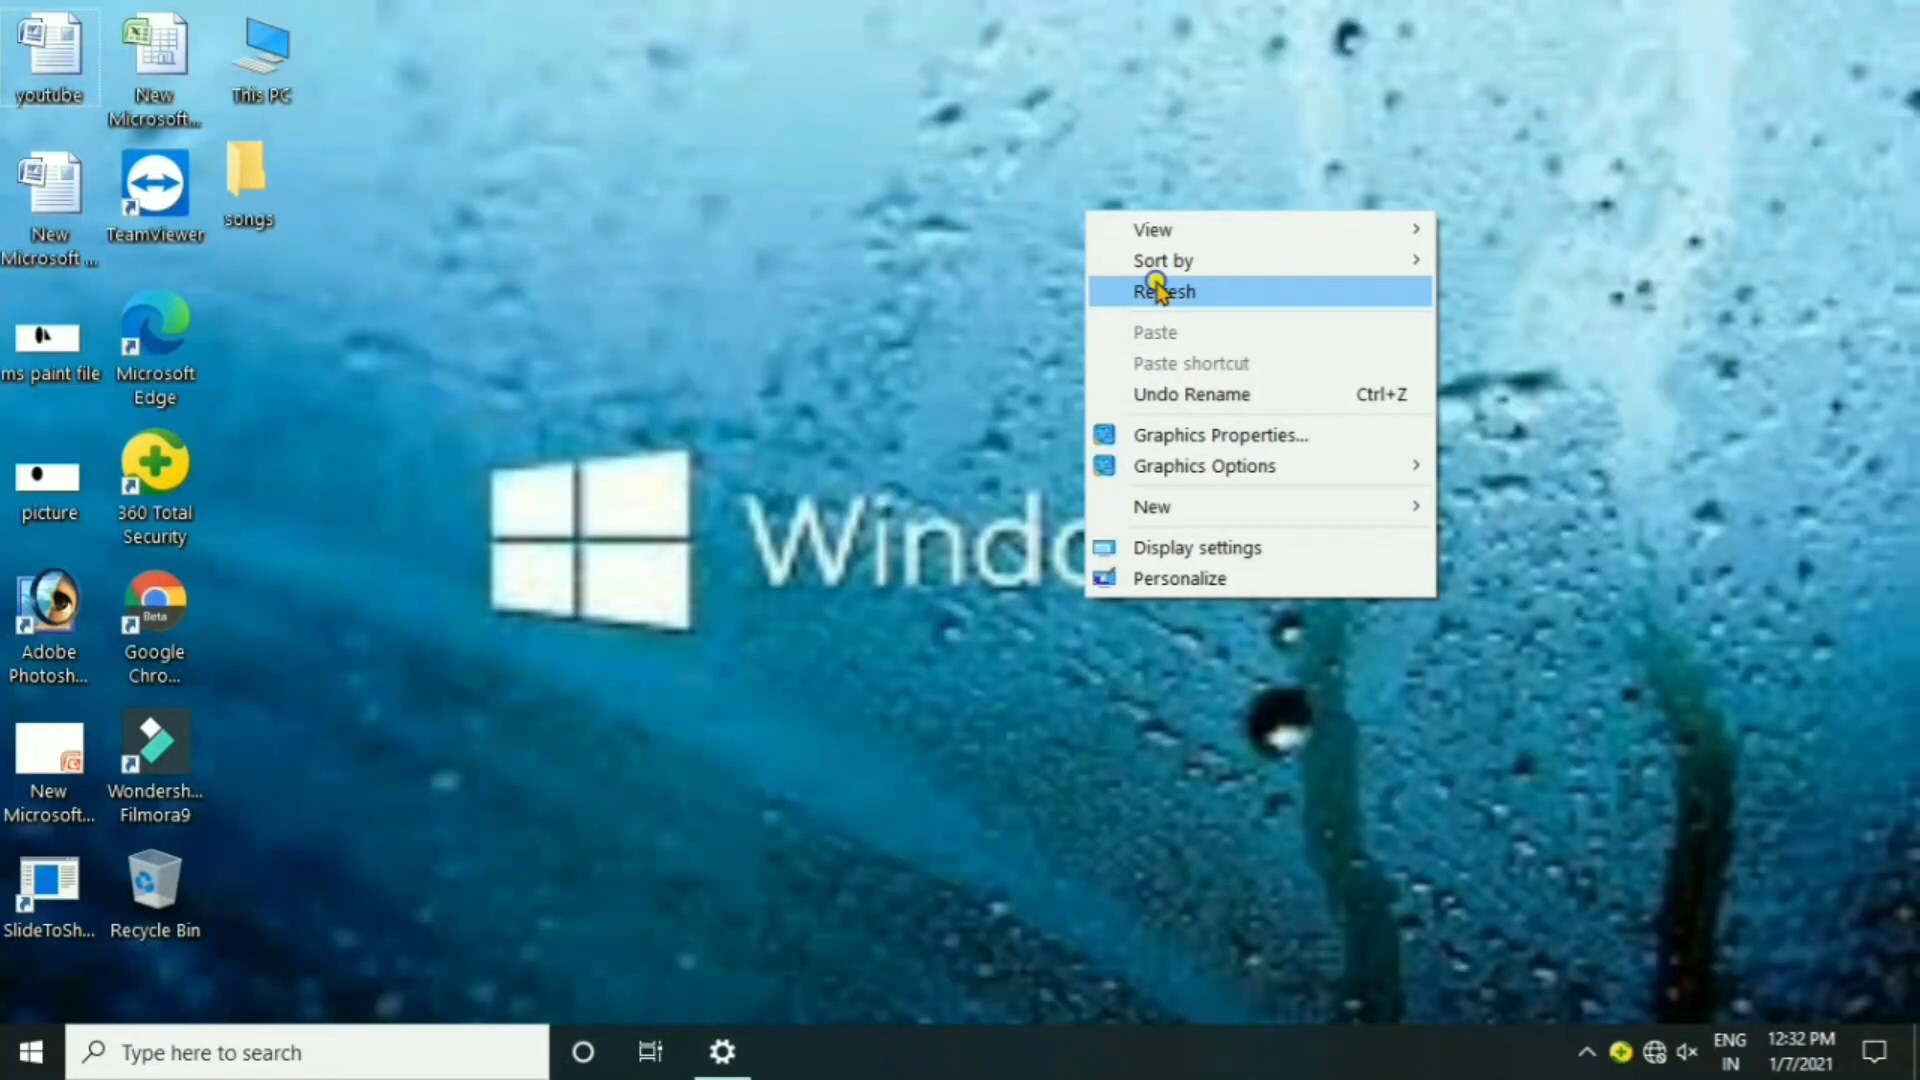 youtube
New
Microsoft...
This PC
New
Microsoft ...
TeamViewer
songs
ms paint file
Microsoft
Edge
picture
360 Total
Security
Adobe
Photosh...
Beta
Google
Chro...
New
Microsoft...
Wondersh...
Filmora9
SlideToSh...
Recycle Bin
View
Sort by
Refresh
Paste
Paste shortcut
Undo Rename Ctrl+Z
Graphics Properties...
Graphics Options
New
Display settings
Personalize
Type here to search
ENG
IN
12:32 PM
1/7/2021